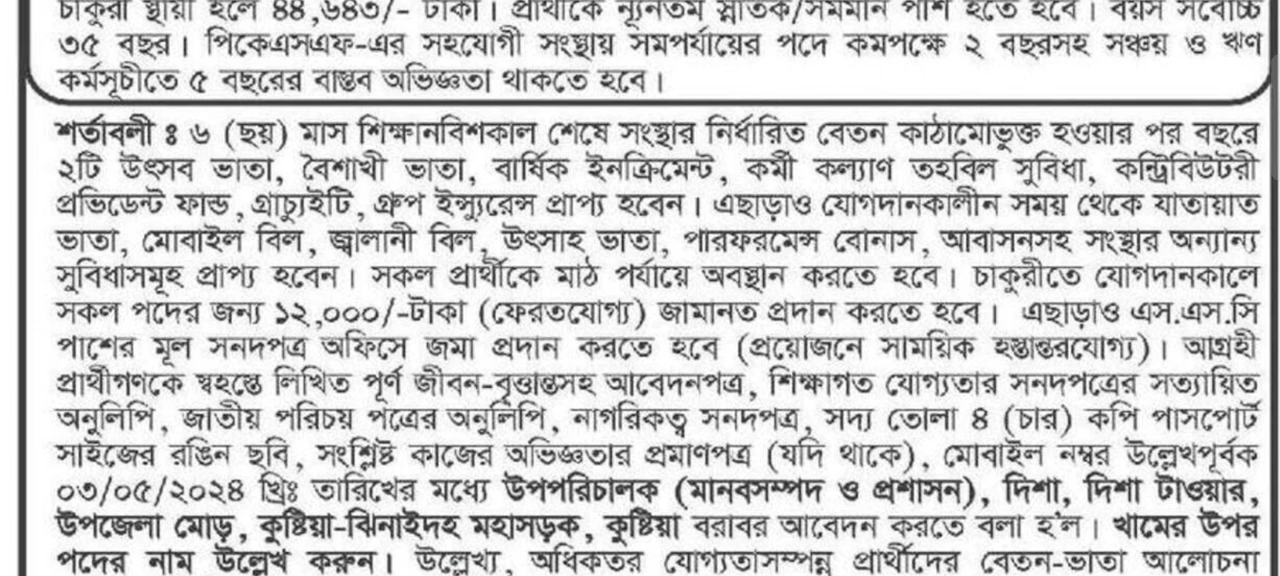 চাকুরী স্থায়ী হলে ৪৪,৬৪৩/- টাকা। প্রার্থীকে ন্যূনতম স্নাতক/সমমান পাশ হতে হবে। বয়স সর্বোচ্চ
৩৫ বছর। পিকেএসএফ-এর সহযোগী সংস্থায় সমপর্যায়ের পদে কমপক্ষে ২ বছরসহ সঞ্চয় ও ঋণ
কর্মসূচীতে ৫ বছরের বাস্তব অভিজ্ঞতা থাকতে হবে।
শর্তাবলী ঃ ৬ (ছয়) মাস শিক্ষানবিশকাল শেষে সংস্থার নির্ধারিত বেতন কাঠামোভুক্ত হওয়ার পর বছরে
২টি উৎসব ভাতা, বৈশাখী ভাতা, বার্ষিক ইনক্রিমেন্ট, কর্মী কল্যাণ তহবিল সুবিধা, কন্ট্রিবিউটরী
প্রভিডেন্ট ফান্ড, গ্রাচ্যুইটি, গ্রুপ ইন্স্যুরেন্স প্রাপ্য হবেন। এছাড়াও যোগদানকালীন সময় থেকে যাতায়াত
ভাতা, মোবাইল বিল, জ্বালানী বিল, উৎসাহ ভাতা, পারফরমেন্স বোনাস, আবাসনসহ সংস্থার অন্যান্য
সুবিধাসমূহ প্রাপ্য হবেন। সকল প্রার্থীকে মাঠ পর্যায়ে অবস্থান করতে হবে। চাকুরীতে যোগদানকালে
সকল পদের জন্য ১২,০০০/-টাকা (ফেরতযোগ্য) জামানত প্রদান করতে হবে। এছাড়াও এস.এস.সি
পাশের মূল সনদপত্র অফিসে জমা প্রদান করতে হবে (প্রয়োজনে সাময়িক হস্তান্তরযোগ্য)। আগ্রহী
প্রার্থীগণকে স্বহস্তে লিখিত পূর্ণ জীবন-বৃত্তান্তসহ আবেদনপত্র, শিক্ষাগত যোগ্যতার সনদপত্রের সত্যায়িত
অনুলিপি, জাতীয় পরিচয় পত্রের অনুলিপি, নাগরিকত্ব সনদপত্র, সদ্য তোলা ৪ (চার) কপি পাসপোর্ট
সাইজের রঙিন ছবি, সংশ্লিষ্ট কাজের অভিজ্ঞতার প্রমাণপত্র (যদি থাকে), মোবাইল নম্বর উল্লেখপূর্বক
০৩/০৫/২০২৪ খ্রিঃ তারিখের মধ্যে উপপরিচালক (মানবসম্পদ ও প্রশাসন), দিশা, দিশা টাওয়ার,
উপজেলা মোড়, কুষ্টিয়া-ঝিনাইদহ মহাসড়ক, কুষ্টিয়া বরাবর আবেদন করতে বলা হ'ল। খামের উপর
পদের নাম উল্লেখ করুন। উল্লেখ্য, অধিকতর যোগ্যতাসম্পন্ন প্রার্থীদের বেতন-ভাতা আলোচনা